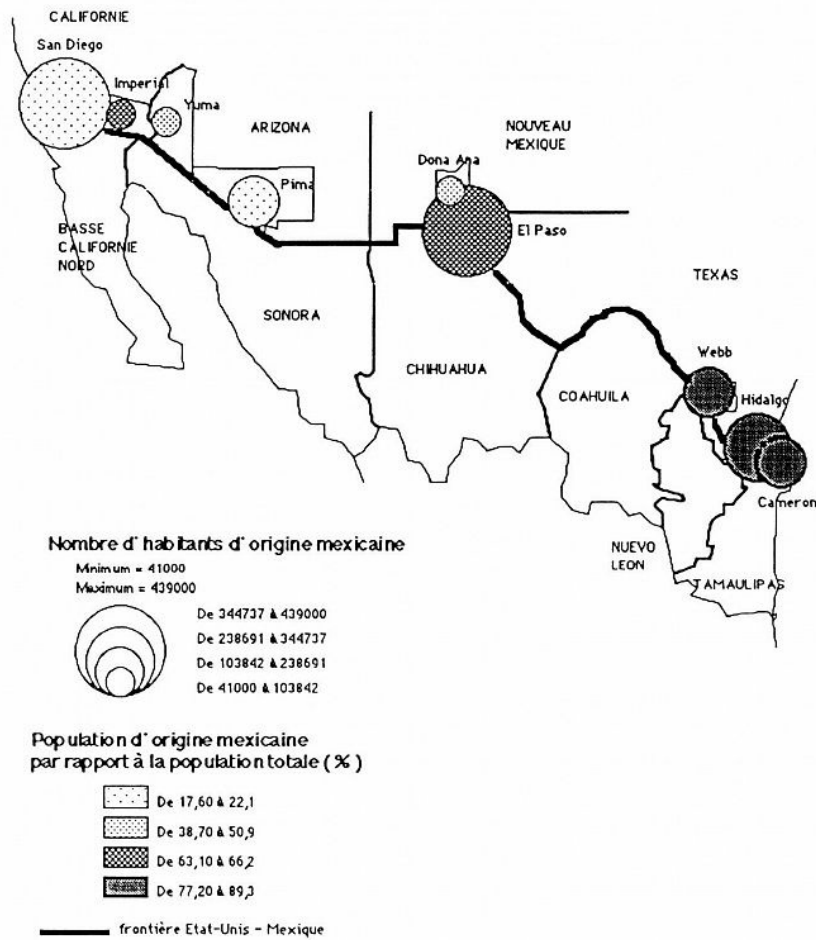 CALIFORNIE
San Diego
Imperial
Yuma
ARIZONA
NOUVEAU
MEXIQUE
Dona Ana
Pima
El Paso
BASSE
CALIFORNIE
NORD
SONORA
TEXAS
CHIHUAHUA
COAHUILA
Webb
Hidalgo
Cameron
NUEVO
LEON
TAMAULIPAS
Nombre d' habitants d' origine mexicaine
Minimum = 41000
Maximum = 439000
De 344737 à 439000
De 238691 à 344737
De 103842 à 238691
De 41000 à 103842
Population d' origine mexicaine
par rapport à la population totale ( % )
De 17,60 à 22,1
De 38,70 à 50,9
De 63,10 à 66,2
De 77,20 à 89,3
frontière Etat-Unis - Mexique